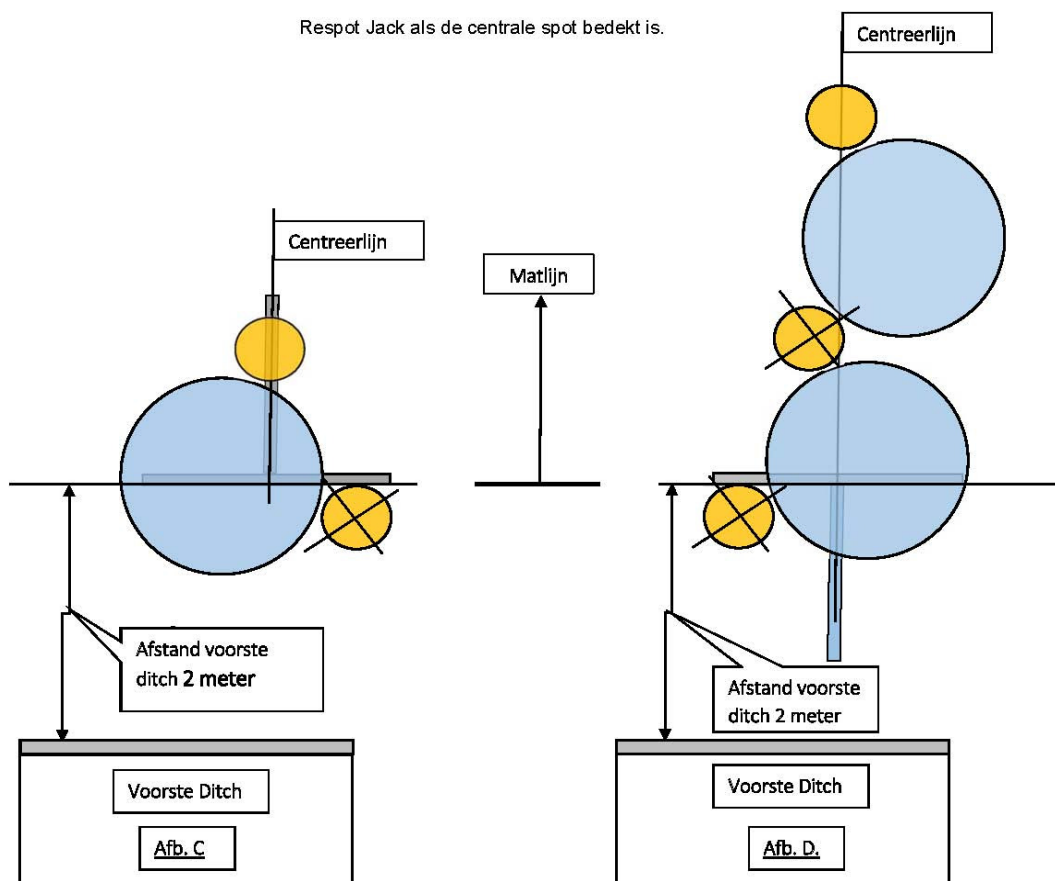 Respot Jack als de centrale spot bedekt is.
Centreerlijn
Centreerlijn
Matlijn
Afstand voorste
ditch 2 meter
Afstand voorste
ditch 2 meter
Voorste Ditch
Afb. C
Voorste Ditch
Afb. D.